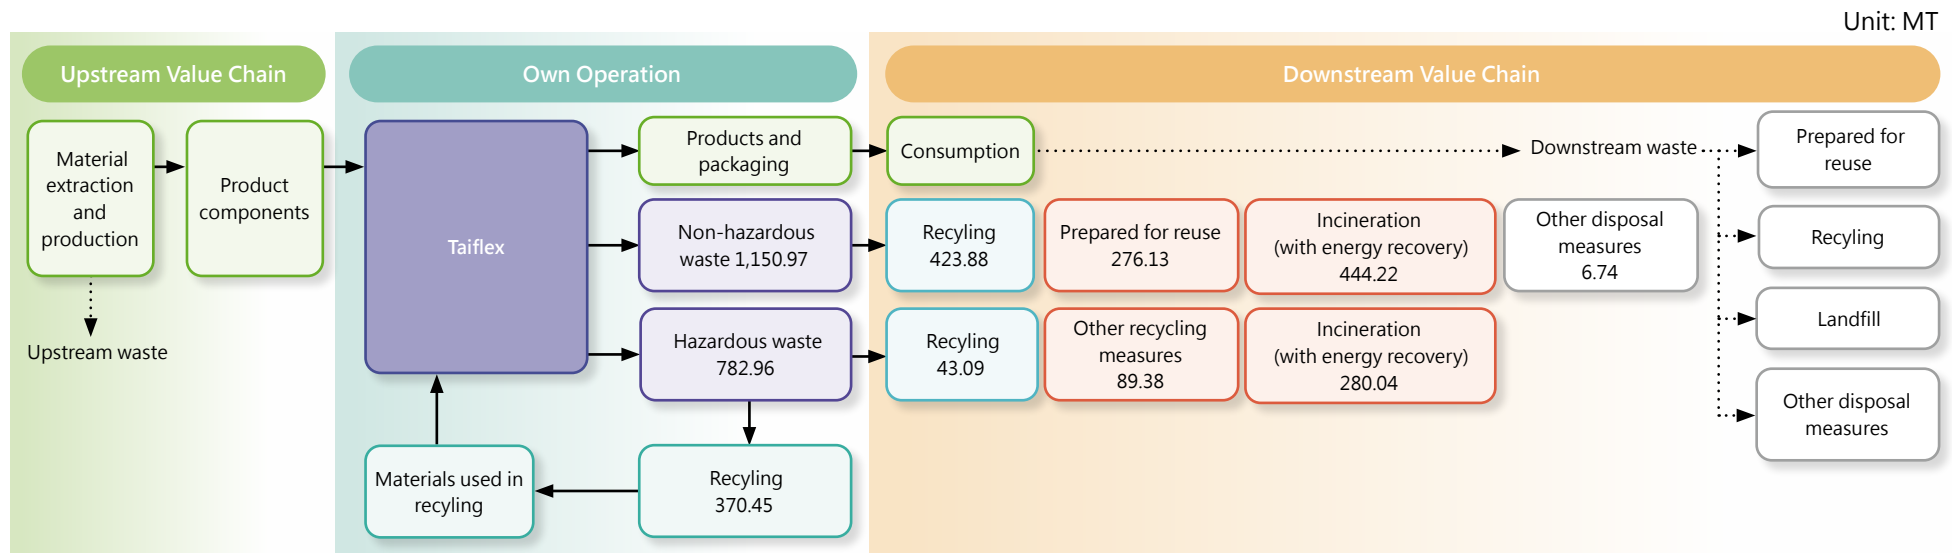 Unit: MT
Upstream Value Chain
Own Operation
Downstream Value Chain
Material
extraction
and
production
Product
components
Upstream waste
Taiflex
Products and
packaging
Non-hazardous
waste 1,150.97
Hazardous waste
782.96
Recyling
370.45
Materials used in
recyling
Consumption
Downstream waste
Recyling
423.88
Prepared for reuse
276.13
Incineration
(with energy recovery)
444.22
Other disposal
measures
6.74
Recyling
43.09
Other recycling
measures
89.38
Incineration
(with energy recovery)
280.04
Prepared for
reuse
Recyling
Landfill
Other disposal
measures